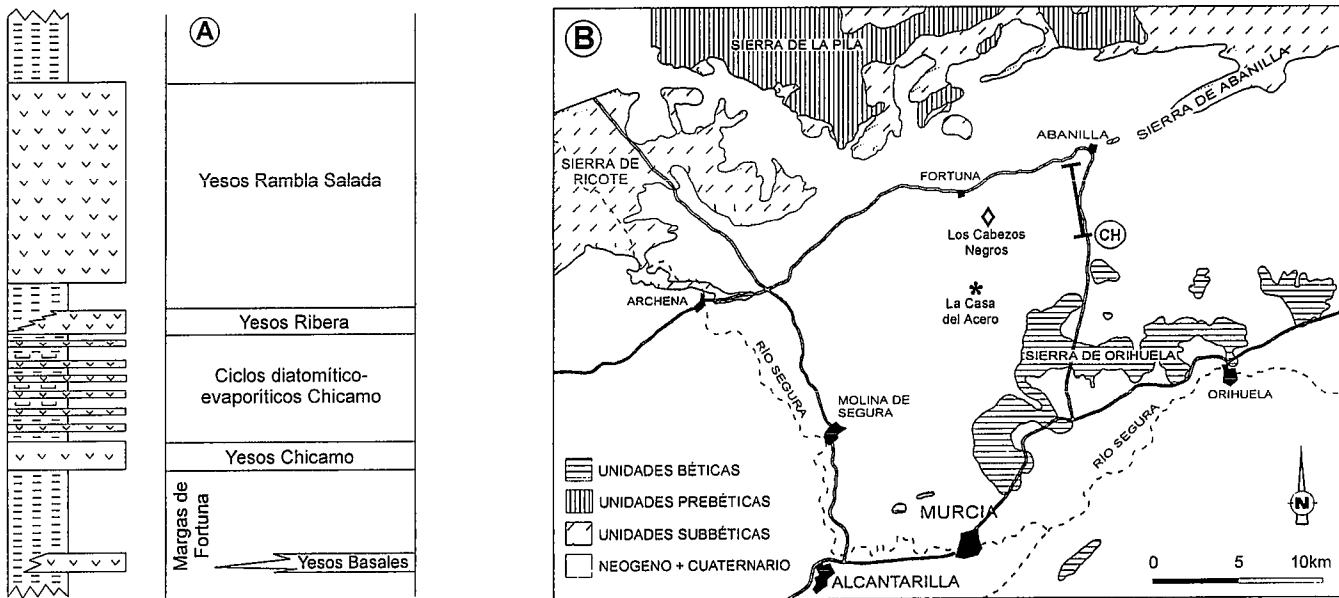 A
Yesos Rambla Salada
Yesos Ribera
Ciclos diatomítico-
evaporíticos Chicamo
Yesos Chicamo
Margas de
Fortuna
Yesos Basales
B
SIERRA DE LA PILA
SIERRA DE ABANILLA
ABANILLA
SIERRA DE
RICOTE
FORTUNA
Los Cabezos
Negros
CH
ARCHENA
La Casa
del Acero
RÍO SEGURA
SIERRA DE ORIHUELA
ORIHUELA
MOLINA DE
SEGURA
RÍO SEGURA
UNIDADES BÉTICAS
UNIDADES PREBÉTICAS
UNIDADES SUBBÉTICAS
NEOGENO + CUATERNARIO
MURCIA
ALCANTARILLA
N
0 5 10km